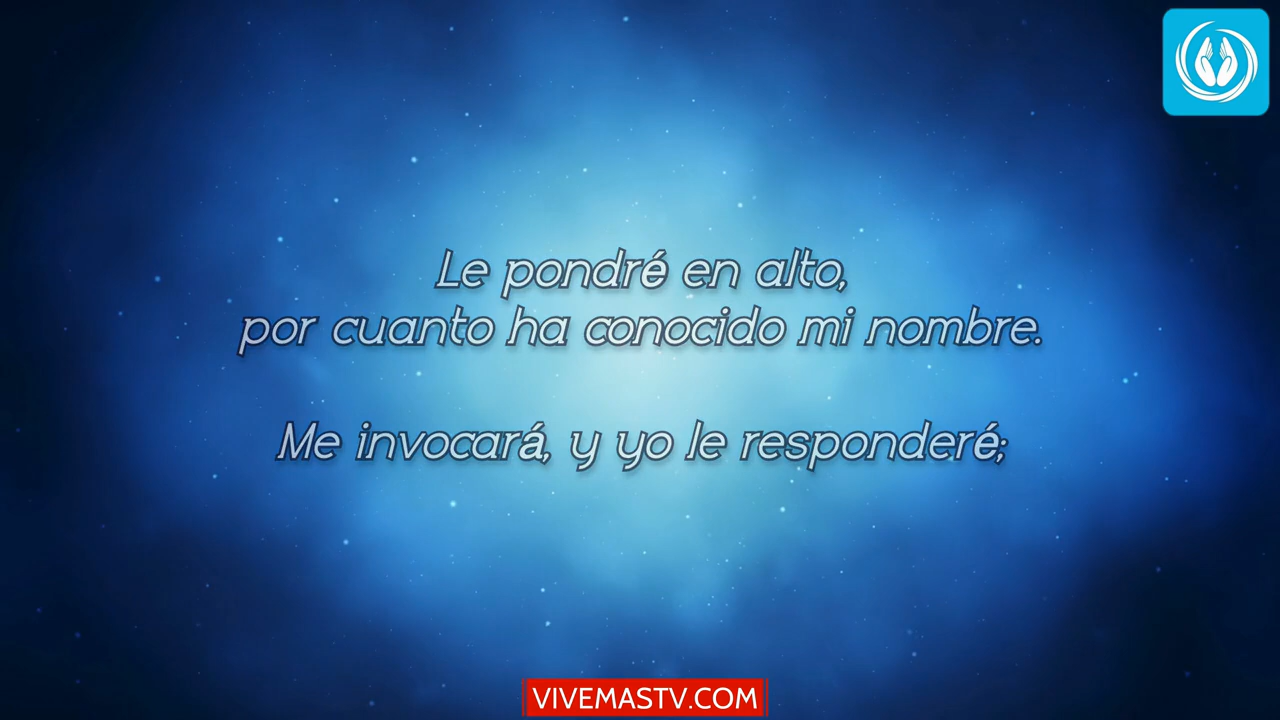 Le pondré en alto,
por cuanto ha conocido mi nombre.
Me invocará, y yo le responderé;
VIVEMASTV.COM